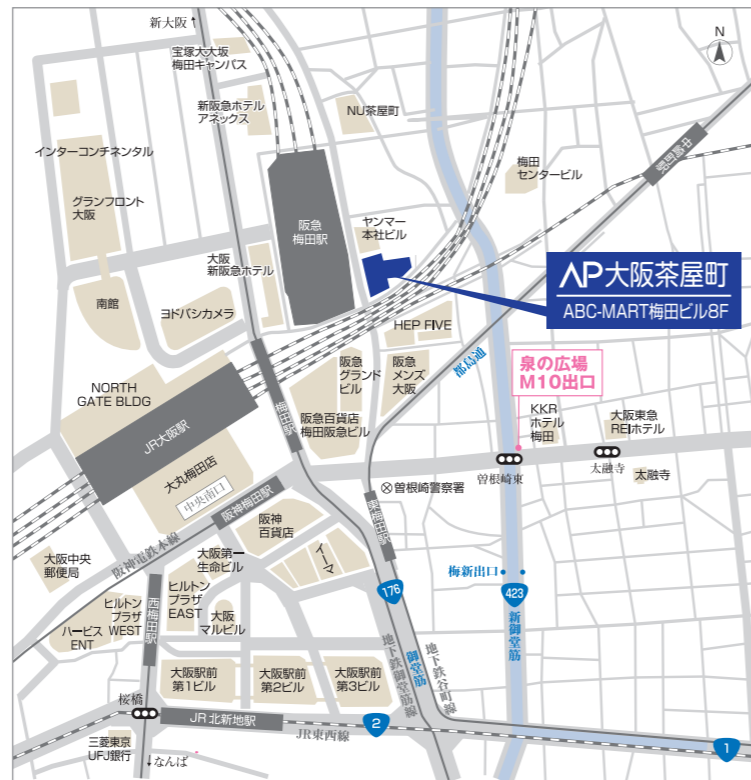 新大阪
宝塚大大坂
梅田キャンパス
N
新阪急ホテル
アネックス
NU茶屋町
インターコンチネンタル
梅田
センタービル
中崎町駅
グランフロント
大阪
阪急
梅田駅
ヤンマー
本社ビル
大阪
新阪急ホテル
AP大阪茶屋町
ABC-MART梅田ビル8F
南館
ヨドバシカメラ
HEP FIVE
阪急
グランド
ビル
阪急
メンズ
大阪
泉の広場
M10出口
NORTH
GATE BLDG
梅田駅
阪急百貨店
梅田阪急ビル
KKR
ホテル
梅田
大阪東急
REIホテル
JR大阪駅
大丸梅田店
中央南口
曽根崎警察署
曽根崎東
太融寺
太融寺
阪神梅田駅
東梅田駅
阪神
百貨店
阪神電鉄本線
大阪中央
郵便局
大阪第一
生命ビル
イーマ
梅新出口
ヒルトン
プラザ
WEST
ヒルトン
プラザ
EAST
176
423
西梅田駅
大阪
マルビル
ハービス
ENT
新御堂筋
御堂筋
地下鉄御堂筋線
地下鉄谷町線
大阪駅前
第1ビル
大阪駅前
第2ビル
大阪駅前
第3ビル
桜橋
JR北新地駅
JR東西線
2
1
三菱東京
UFJ銀行
なんば